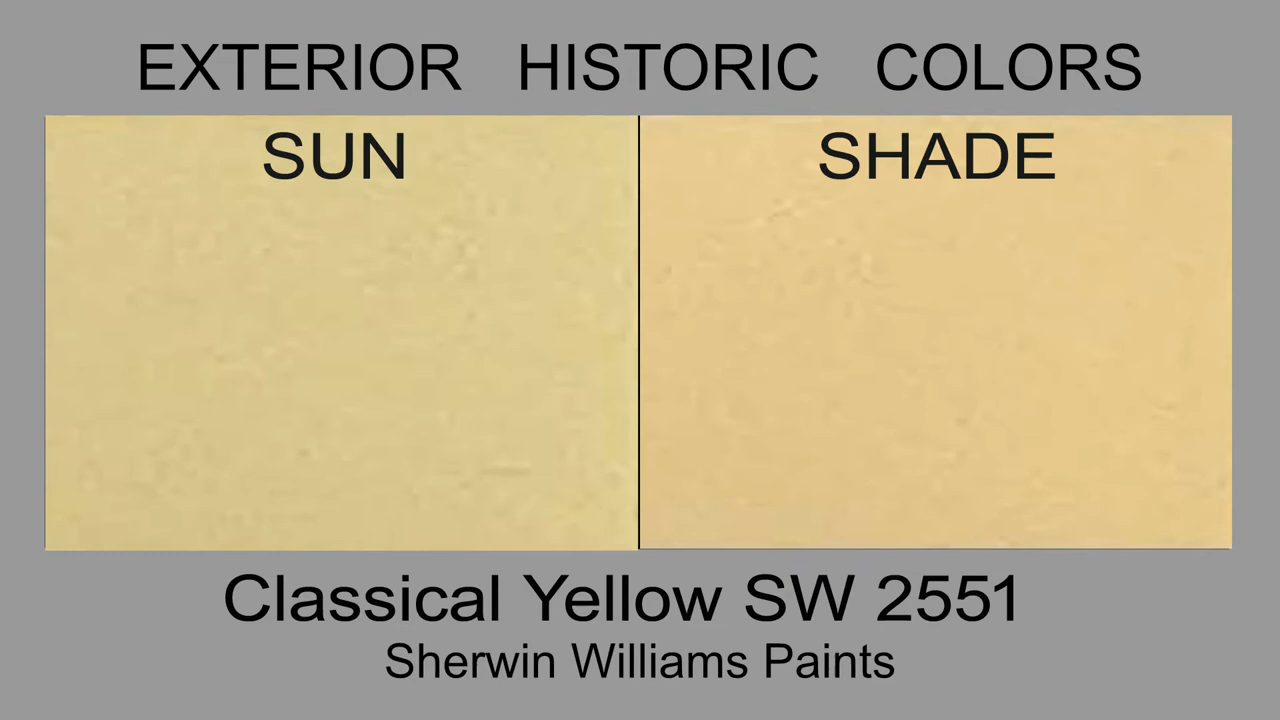 EXTERIOR HISTORIC COLORS
SUN
SHADE
Classical Yellow SW 2551
Sherwin Williams Paints